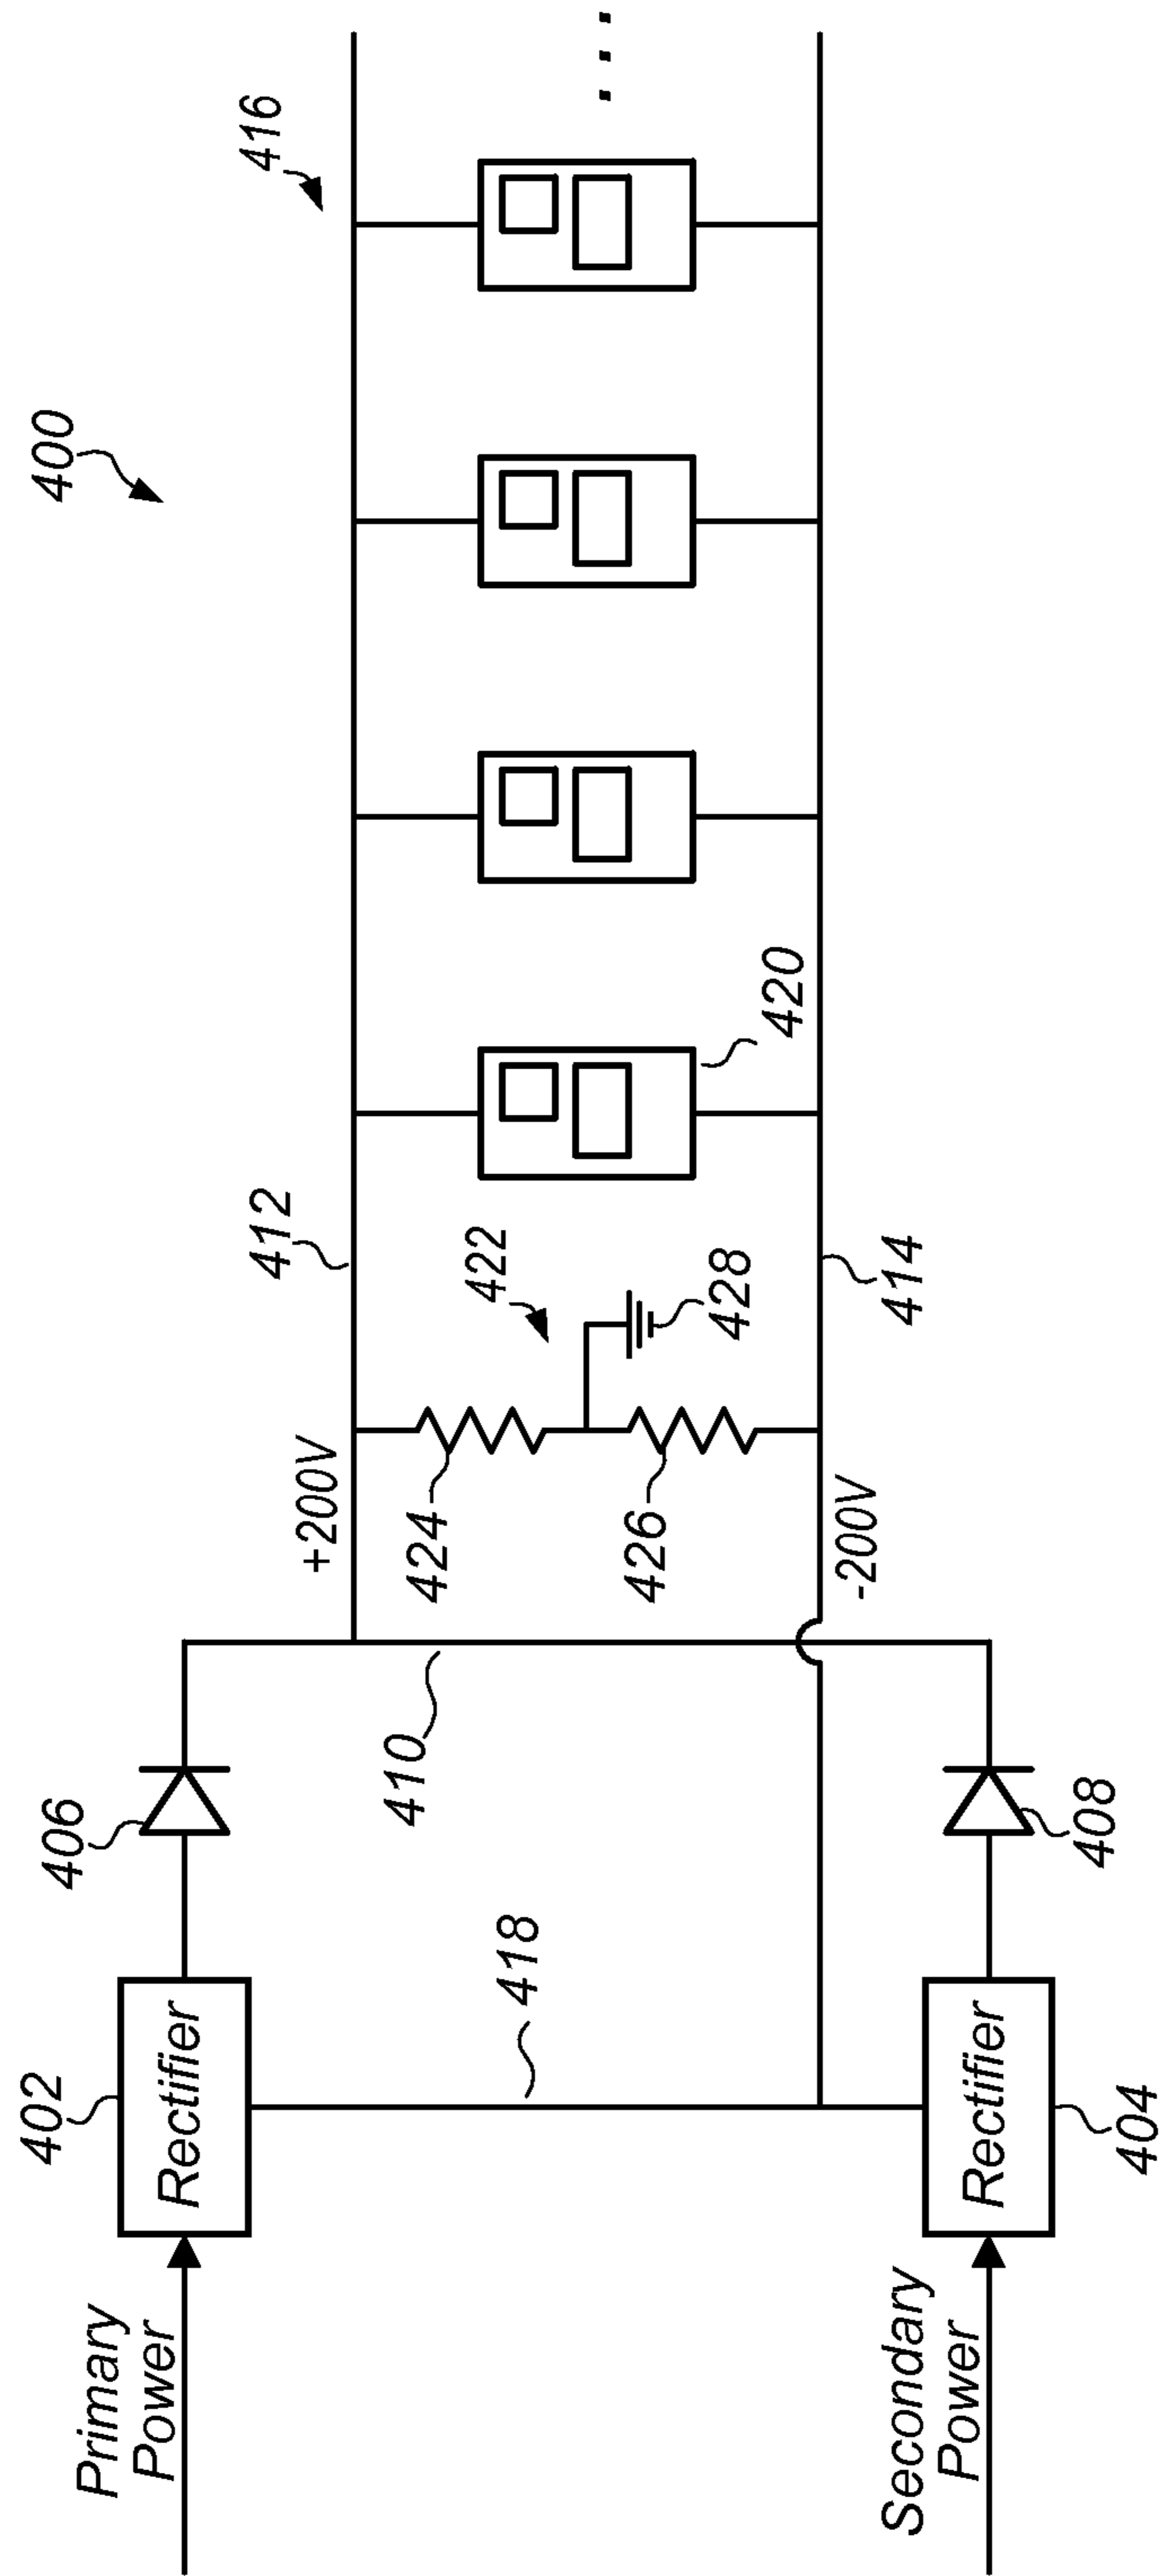 400
416
Primary
Power
402
Rectifier
406
412
+200V
410
418
424
422
420
426
428
-200V
414
Secondary
Power
Rectifier
404
408